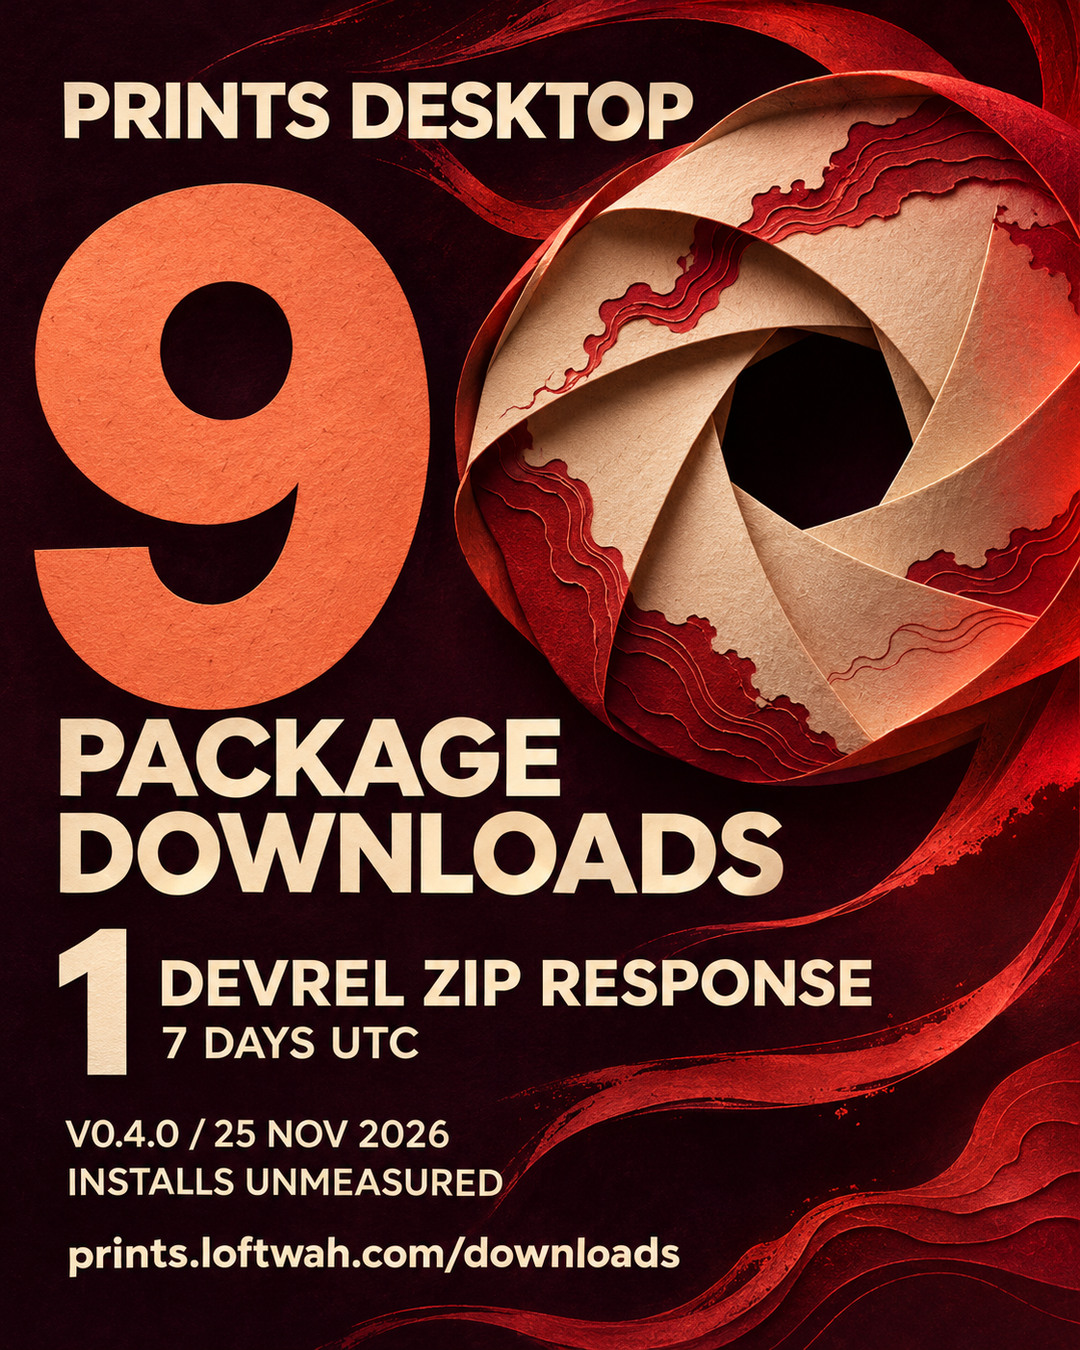 PRINTS DESKTOP
9
PACKAGE
DOWNLOADS
1 DEVREL ZIP RESPONSE
7 DAYS UTC
V0.4.0 / 25 NOV 2026
INSTALLS UNMEASURED
prints.loftwah.com/downloads